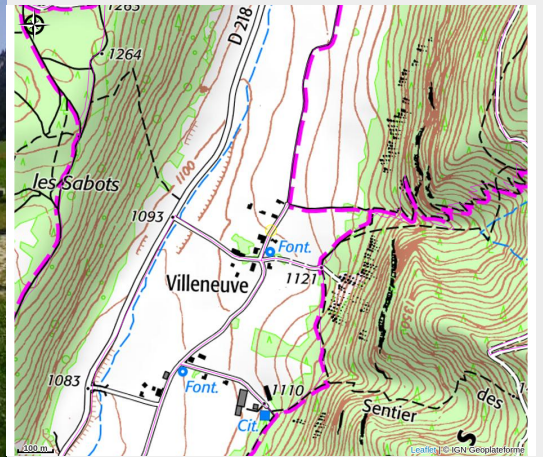 1265
D 218
1264
1100
les Sabots
1093
Font.
1121
Villeneuve
1083
Font.
1110
Cit.
Sentier
des
S
100 m
Leaflet | © IGN Geoplateforme